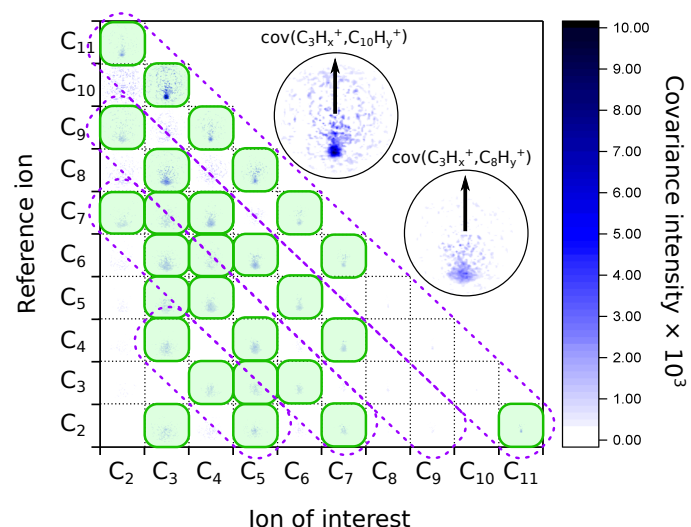 cov(C₃Hₓ⁺,C₁₀Hᵧ⁺)
cov(C₃Hₓ⁺,C₈Hᵧ⁺)
Reference ion
C₁₁
C₁₀
C₉
C₈
C₇
C₆
C₅
C₄
C₃
C₂
C₂ C₃ C₄ C₅ C₆ C₇ C₈ C₉ C₁₀ C₁₁
Ion of interest
10.00
9.00
8.00
7.00
6.00
5.00
4.00
3.00
2.00
1.00
0.00
Covariance intensity × 10³